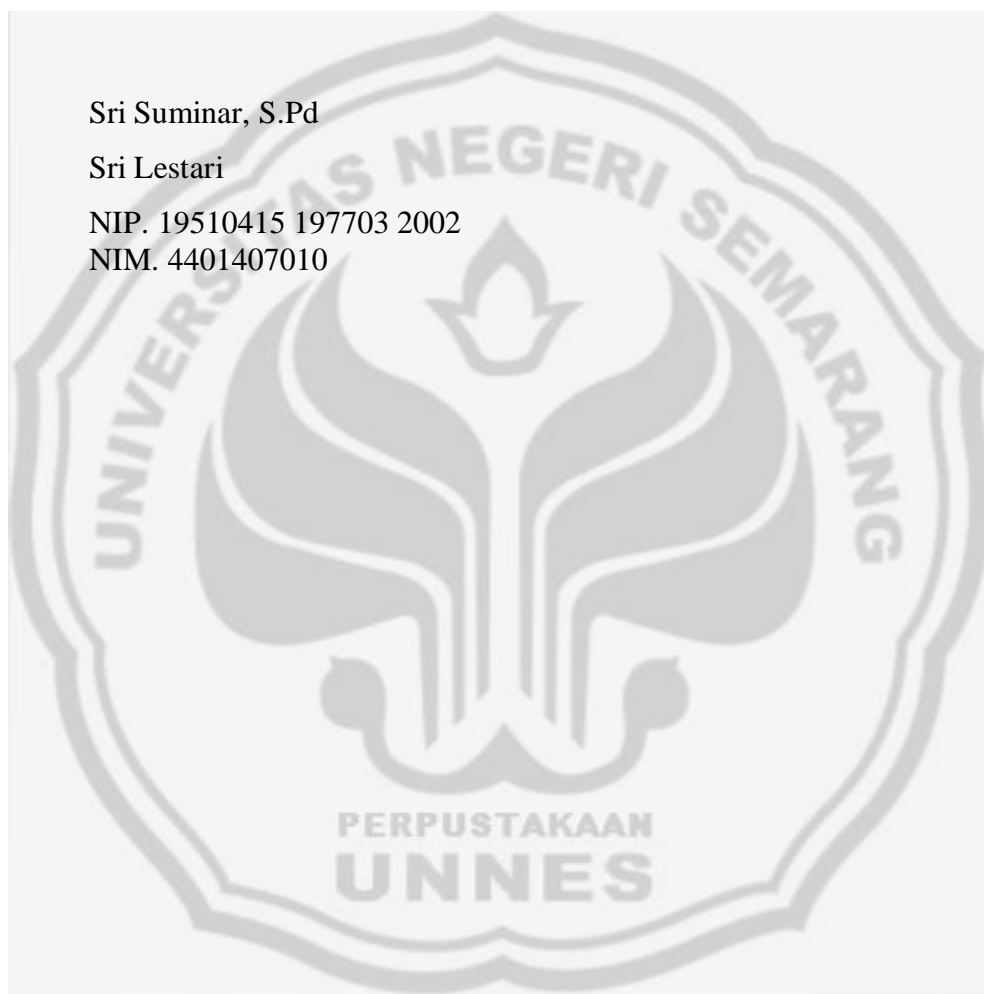 Sri Suminar, S.Pd
Sri Lestari
NIP. 19510415 197703 2002
NIM. 4401407010
UNIVERSITAS NEGERI SEMARANG
PERPUSTAKAAN
UNNES